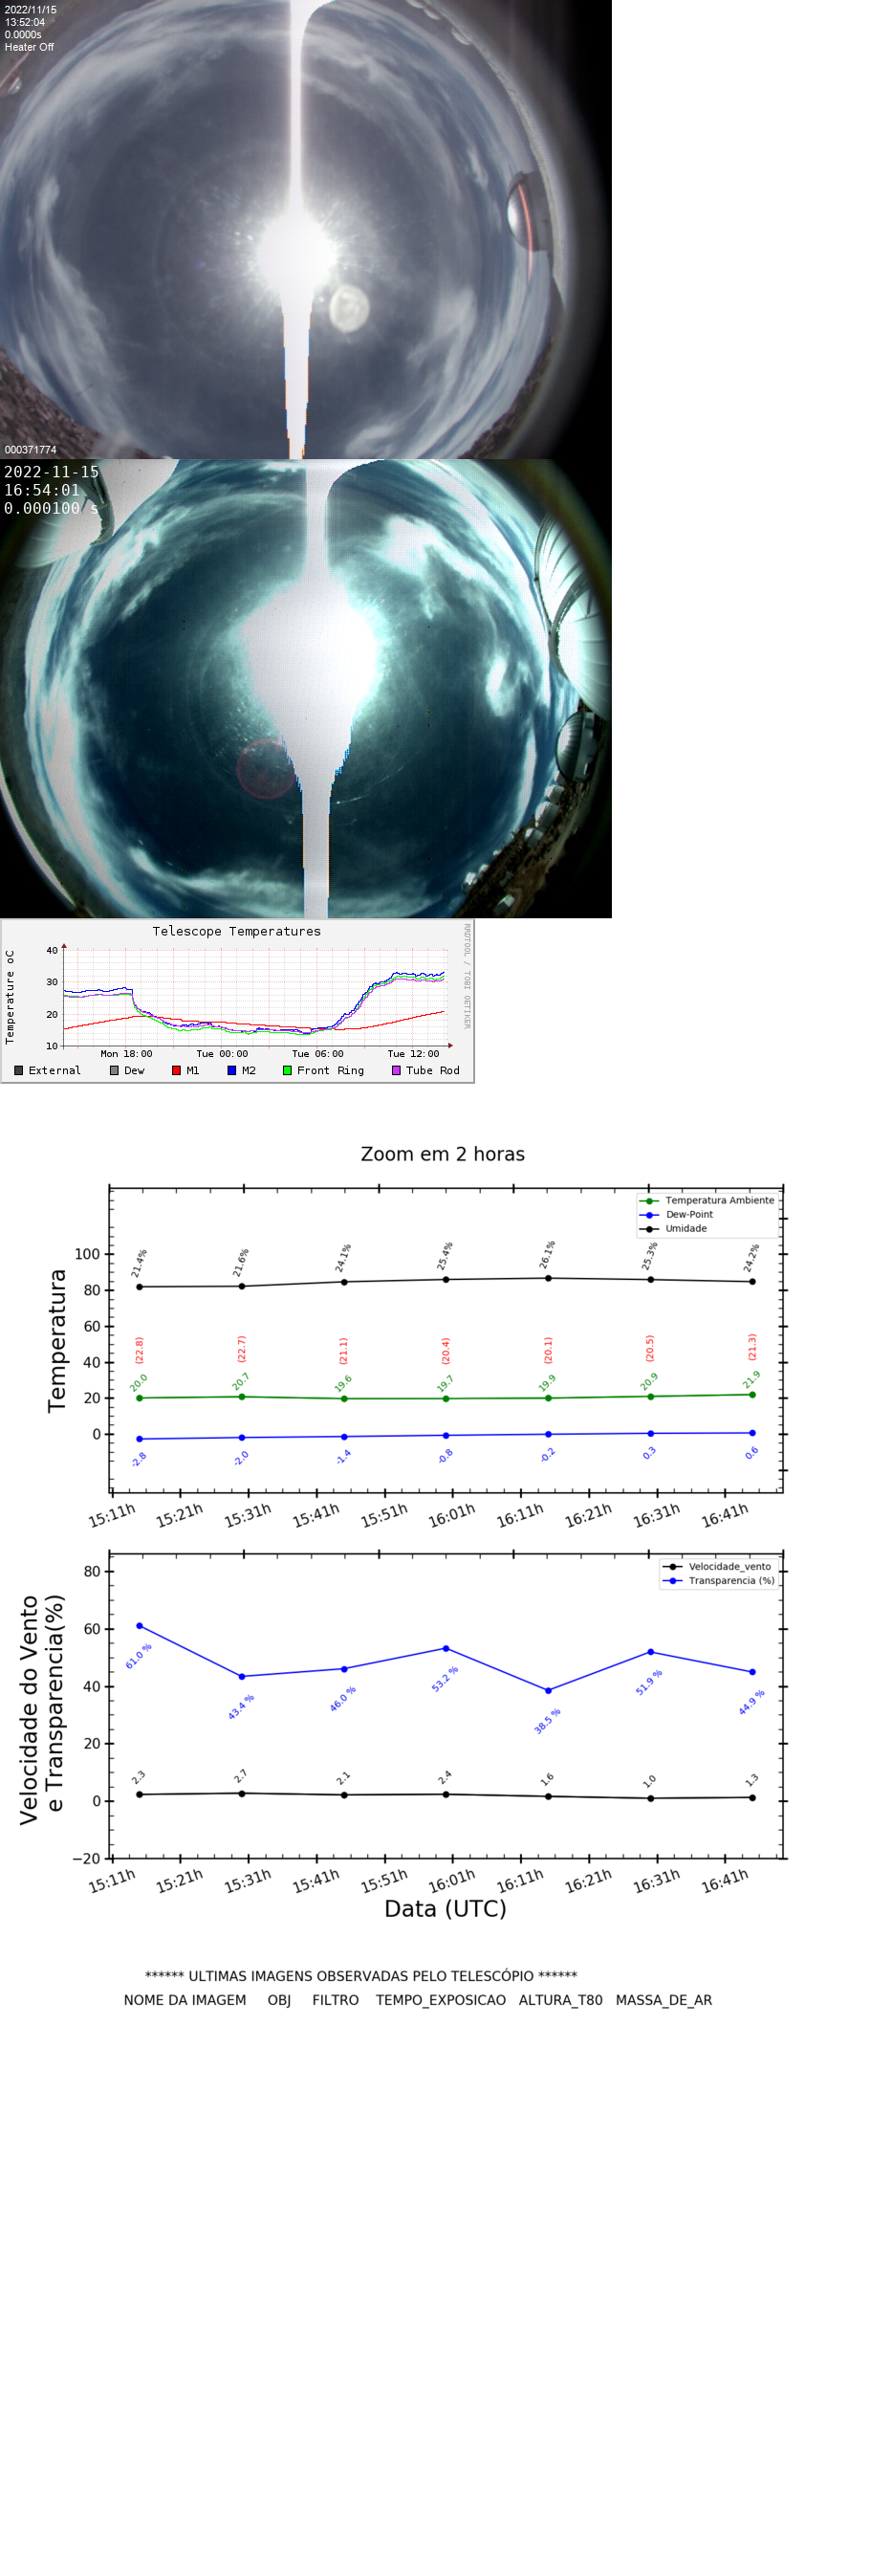 2022/11/15
13:52:04
0.0000s
Heater Off
000371774
2022-11-15
16:54:01
0.000100 s
Telescope Temperatures
RRDTOOL / TOBI OETIKER
Temperature oC
40
30
20
10
Mon 18:00 Tue 00:00 Tue 06:00 Tue 12:00
External Dew M1 M2 Front Ring Tube Rod
Zoom em 2 horas
Temperatura Ambiente
Dew-Point
Umidade
Temperatura
100
80
60
40
20
0
21.4% 21.6% 24.1% 25.4% 26.1% 25.3% 24.2%
(22.8) (22.7) (21.1) (20.4) (20.1) (20.5) (21.3)
20.0 20.7 19.6 19.7 19.9 20.9 21.9
-2.8 -2.0 -1.4 -0.8 -0.2 0.3 0.6
15:11h 15:21h 15:31h 15:41h 15:51h 16:01h 16:11h 16:21h 16:31h 16:41h
Velocidade_vento
Transparencia (%)
Velocidade do Vento
e Transparencia(%)
80
60
40
20
0
−20
61.0 % 43.4 % 46.0 % 53.2 % 38.5 % 51.9 % 44.9 %
2.3 2.7 2.1 2.4 1.6 1.0 1.3
15:11h 15:21h 15:31h 15:41h 15:51h 16:01h 16:11h 16:21h 16:31h 16:41h
Data (UTC)
****** ULTIMAS IMAGENS OBSERVADAS PELO TELESCÓPIO ******
NOME DA IMAGEM OBJ FILTRO TEMPO_EXPOSICAO ALTURA_T80 MASSA_DE_AR